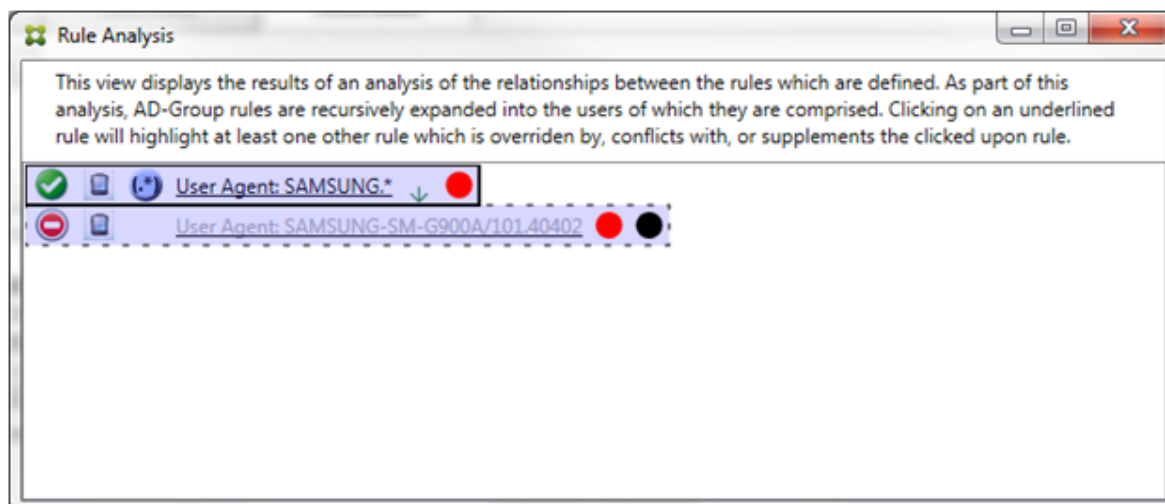 Rule Analysis
This view displays the results of an analysis of the relationships between the rules which are defined. As part of this
analysis, AD-Group rules are recursively expanded into the users of which they are comprised. Clicking on an underlined
rule will highlight at least one other rule which is overriden by, conflicts with, or supplements the clicked upon rule.
(.*) User Agent: SAMSUNG.*
User Agent: SAMSUNG-SM-G900A/101.40402